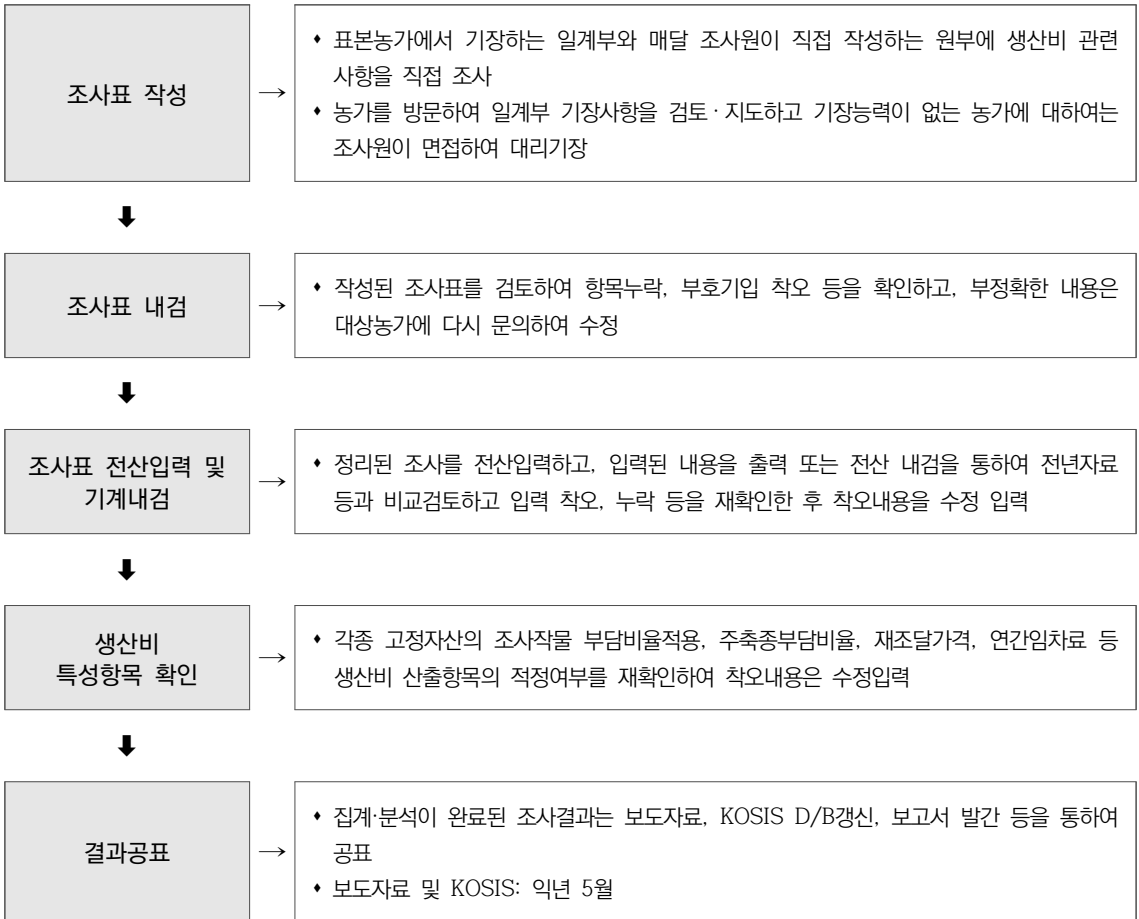 조사표 작성
→
♦ 표본농가에서 기장하는 일계부와 매달 조사원이 직접 작성하는 원부에 생산비 관련
사항을 직접 조사
♦ 농가를 방문하여 일계부 기장사항을 검토·지도하고 기장능력이 없는 농가에 대하여는
조사원이 면접하여 대리기장
⬇
조사표 내검
→
♦ 작성된 조사표를 검토하여 항목누락, 부호기입 착오 등을 확인하고, 부정확한 내용은
대상농가에 다시 문의하여 수정
⬇
조사표 전산입력 및
기계내검
→
♦ 정리된 조사를 전산입력하고, 입력된 내용을 출력 또는 전산 내검을 통하여 전년자료
등과 비교검토하고 입력 착오, 누락 등을 재확인한 후 착오내용을 수정 입력
⬇
생산비
특성항목 확인
→
♦ 각종 고정자산의 조사작물 부담비율적용, 주축종부담비율, 재조달가격, 연간임차료 등
생산비 산출항목의 적정여부를 재확인하여 착오내용은 수정입력
⬇
결과공표
→
♦ 집계·분석이 완료된 조사결과는 보도자료, KOSIS D/B갱신, 보고서 발간 등을 통하여
공표
♦ 보도자료 및 KOSIS: 익년 5월